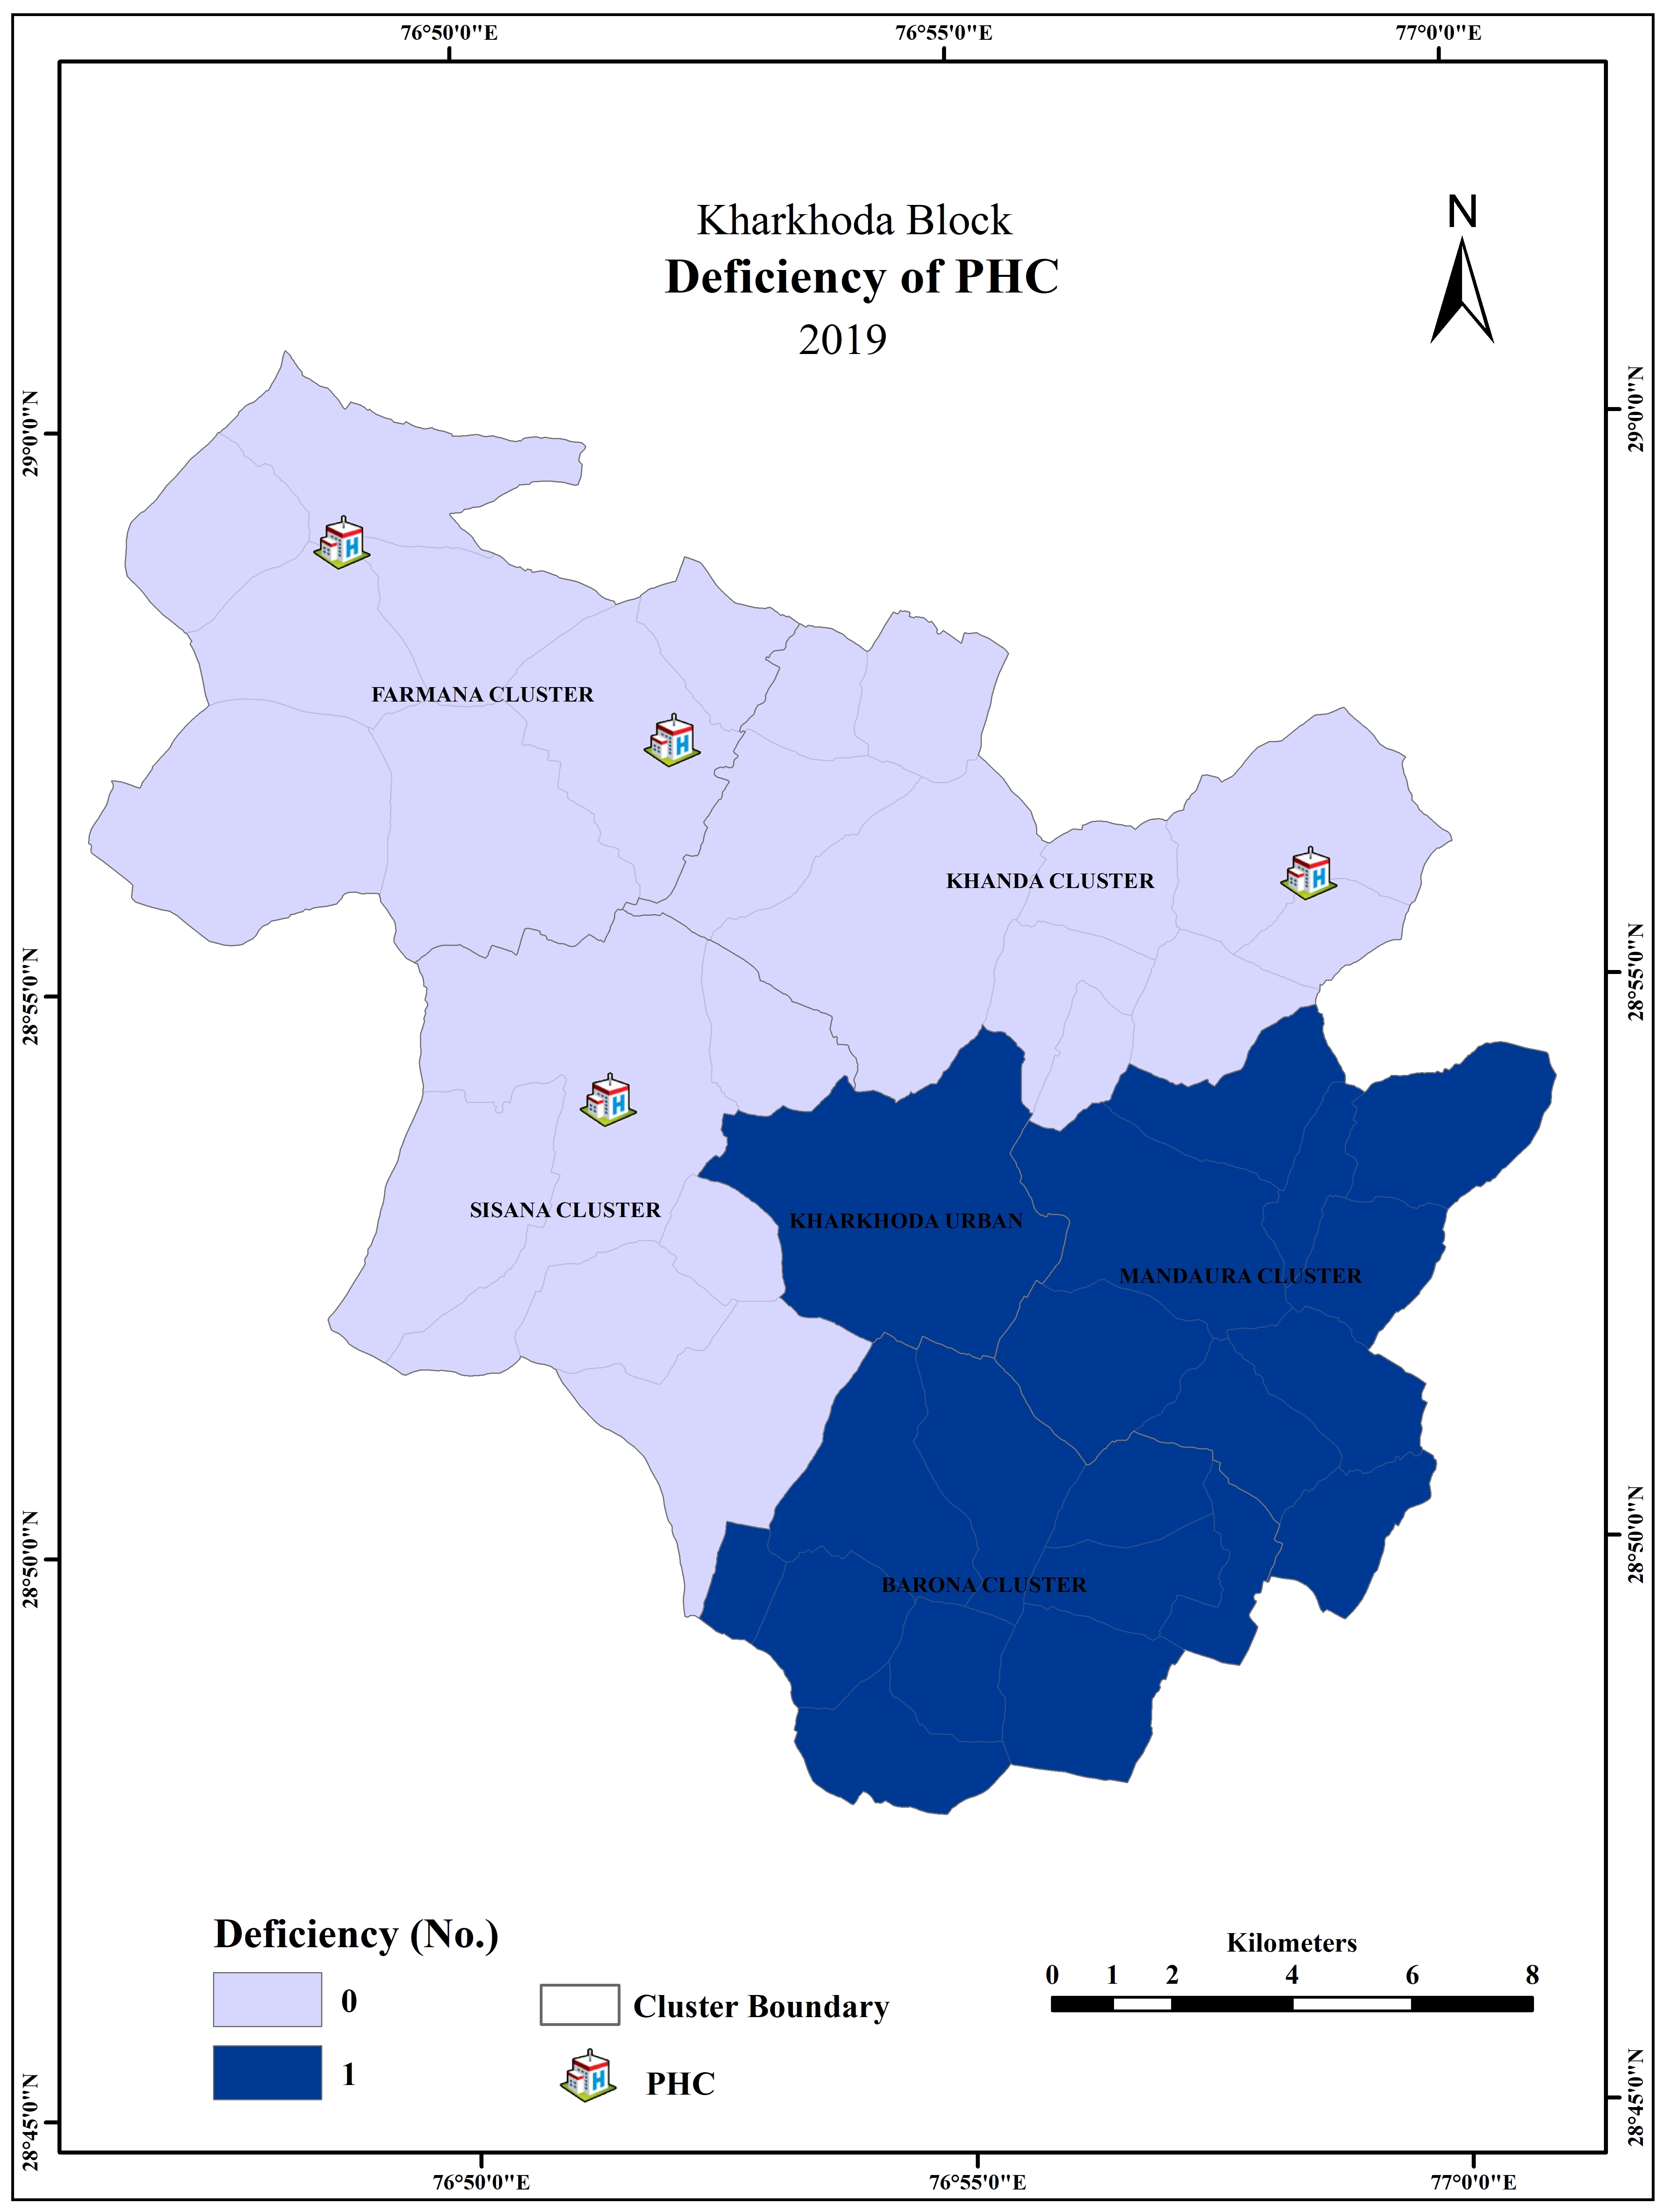 76°50'0"E 76°55'0"E 77°0'0"E
Kharkhoda Block
Deficiency of PHC
2019
N
29°0'0"N 29°0'0"N
FARMANA CLUSTER
KHANDA CLUSTER
28°55'0"N 28°55'0"N
SISANA CLUSTER
KHARKHODA URBAN
MANDAURA CLUSTER
28°50'0"N 28°50'0"N
BARONA CLUSTER
Deficiency (No.)
0
1
Cluster Boundary
H PHC
Kilometers
0 1 2 4 6 8
28°45'0"N 28°45'0"N
76°50'0"E 76°55'0"E 77°0'0"E